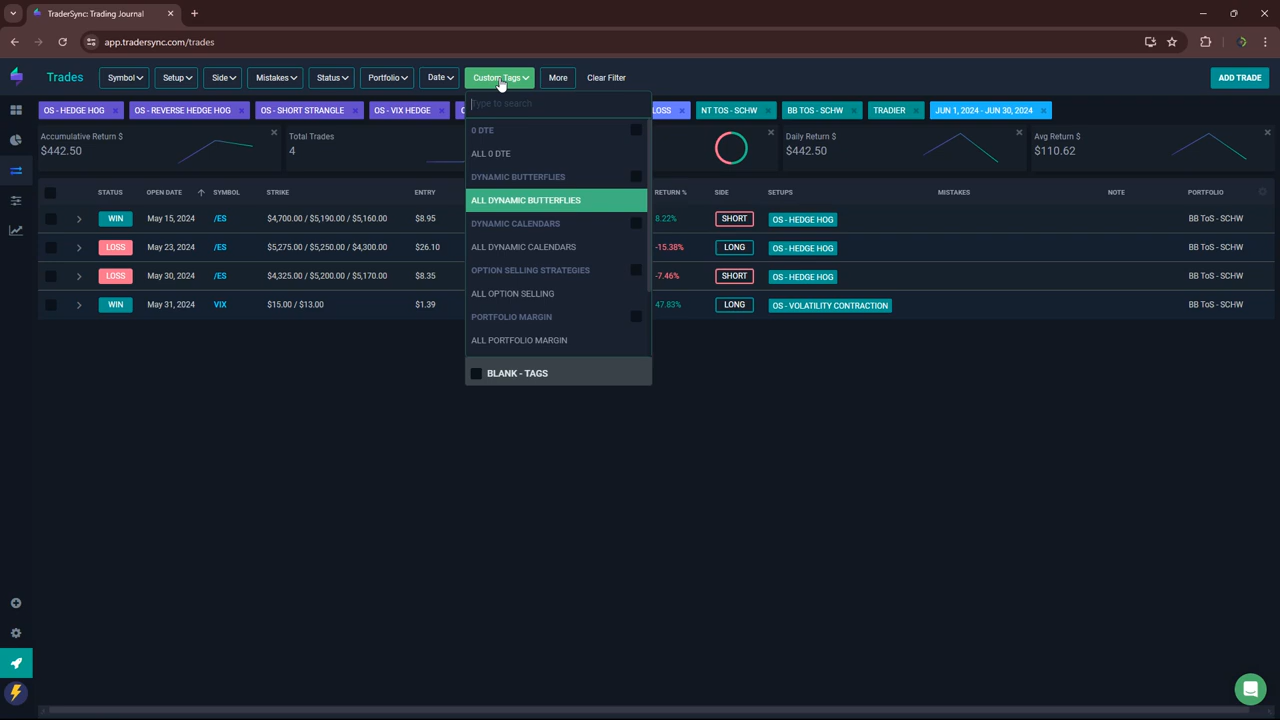 TraderSync: Trading Journal
app.tradersync.com/trades
Trades
Symbol
Setup
Side
Mistakes
Status
Portfolio
Date
Custom Tags
More
Clear Filter
ADD TRADE
OS - HEDGE HOG
OS - REVERSE HEDGE HOG
OS - SHORT STRANGLE
OS - VIX HEDGE
LOSS
NT TOS - SCHW
BB TOS - SCHW
TRADIER
JUN 1, 2024 - JUN 30, 2024
Type to search
0 DTE
ALL 0 DTE
DYNAMIC BUTTERFLIES
ALL DYNAMIC BUTTERFLIES
DYNAMIC CALENDARS
ALL DYNAMIC CALENDARS
OPTION SELLING STRATEGIES
ALL OPTION SELLING
PORTFOLIO MARGIN
ALL PORTFOLIO MARGIN
BLANK - TAGS
Accumulative Return $
$442.50
Total Trades
4
Daily Return $
$442.50
Avg Return $
$110.62
STATUS OPEN DATE SYMBOL STRIKE ENTRY RETURN % SIDE SETUPS MISTAKES NOTE PORTFOLIO
WIN May 15, 2024 /ES $4,700.00 / $5,190.00 / $5,160.00 $8.95 8.22% SHORT OS - HEDGE HOG BB ToS - SCHW
LOSS May 23, 2024 /ES $5,275.00 / $5,250.00 / $4,300.00 $26.10 -15.38% LONG OS - HEDGE HOG BB ToS - SCHW
LOSS May 30, 2024 /ES $4,325.00 / $5,200.00 / $5,170.00 $8.35 -7.46% SHORT OS - HEDGE HOG BB ToS - SCHW
WIN May 31, 2024 VIX $15.00 / $13.00 $1.39 47.83% LONG OS - VOLATILITY CONTRACTION BB ToS - SCHW